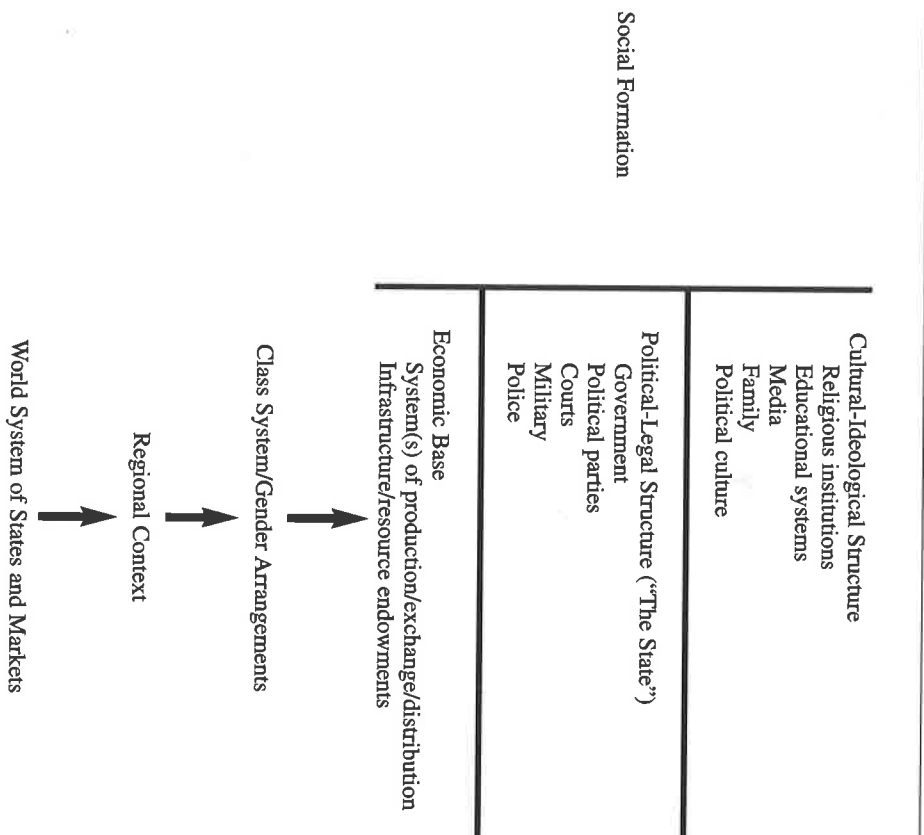 Social Formation
Cultural-Ideological Structure
Religious institutions
Educational systems
Media
Family
Political culture
Political-Legal Structure (“The State”)
Government
Political parties
Courts
Military
Police
Economic Base
System(s) of production/exchange/distribution
Infrastructure/resource endowments
Class System/Gender Arrangements
Regional Context
World System of States and Markets